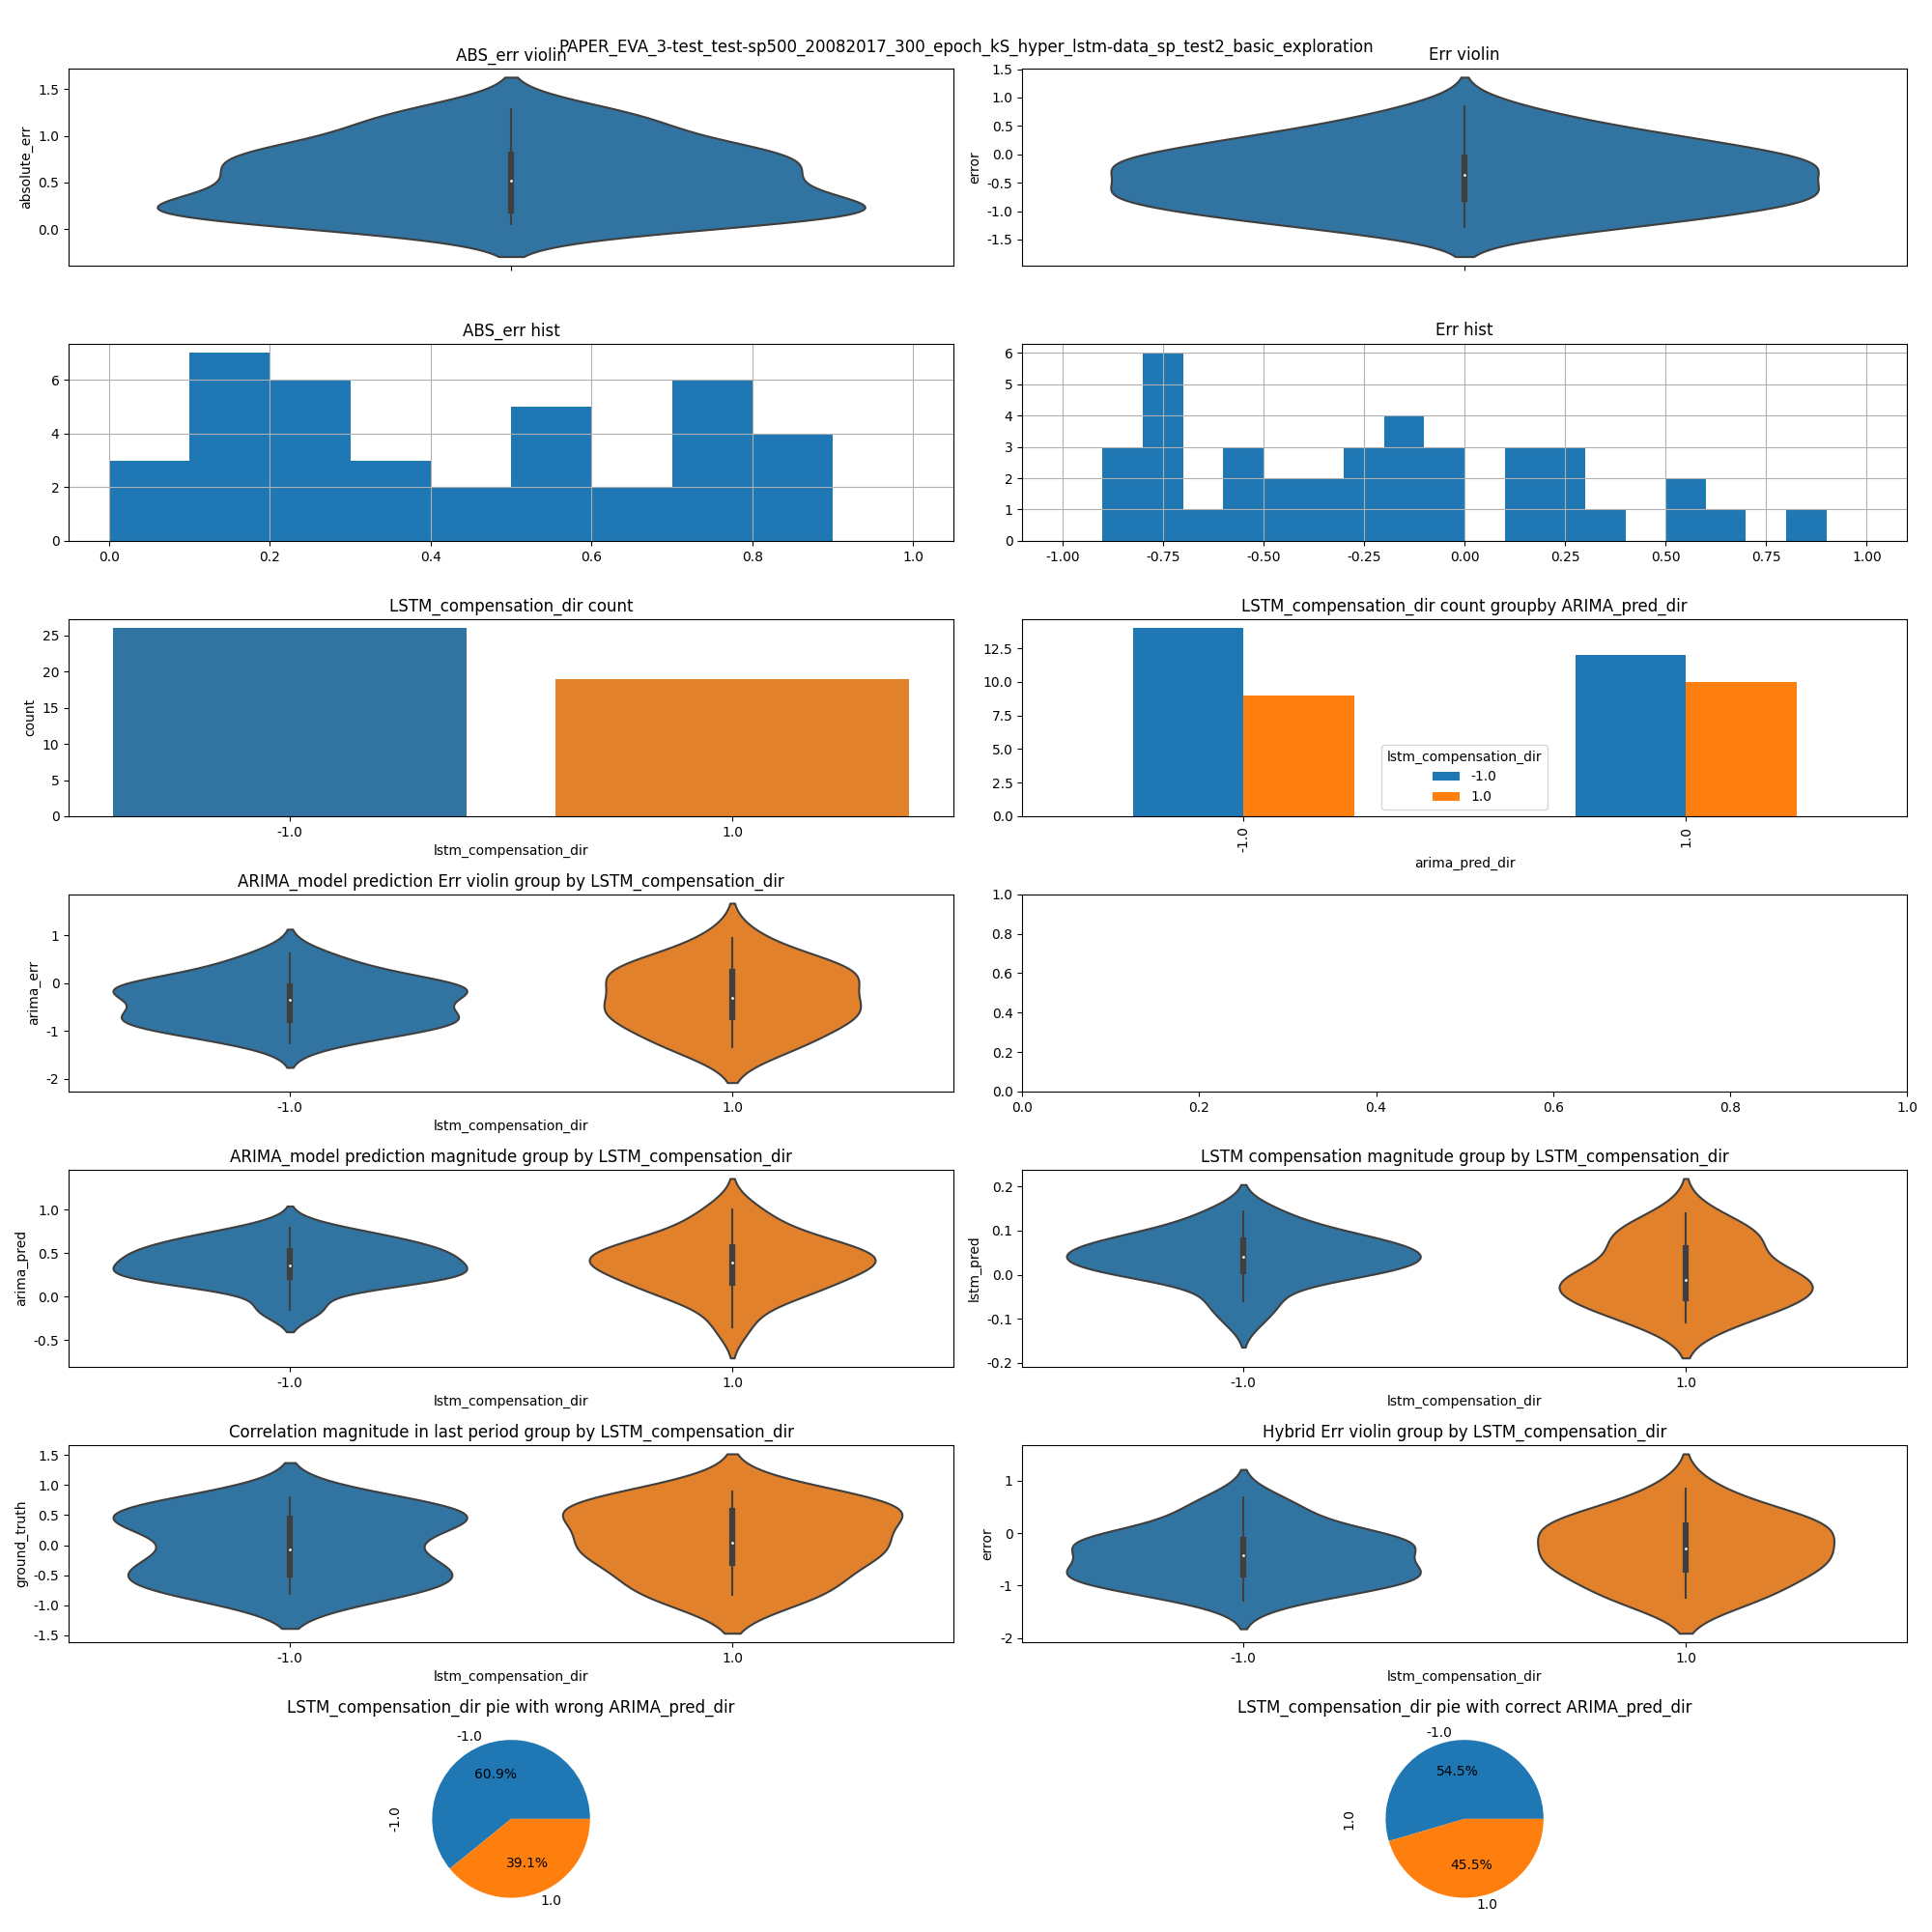 PAPER_EVA_3-test_test-sp500_20082017_300_epoch_kS_hyper_lstm-data_sp_test2_basic_exploration
ABS_err violin
Err violin
absolute_err
1.5
1.0
0.5
0.0
error
1.5
1.0
0.5
0.0
-0.5
-1.0
-1.5
ABS_err hist
6
4
2
0
0.0 0.2 0.4 0.6 0.8 1.0
Err hist
6
5
4
3
2
1
0
-1.00 -0.75 -0.50 -0.25 0.00 0.25 0.50 0.75 1.00
LSTM_compensation_dir count
count
25
20
15
10
5
0
-1.0 1.0
lstm_compensation_dir
LSTM_compensation_dir count groupby ARIMA_pred_dir
12.5
10.0
7.5
5.0
2.5
0.0
lstm_compensation_dir
-1.0
1.0
-1.0 1.0
arima_pred_dir
ARIMA_model prediction Err violin group by LSTM_compensation_dir
arima_err
1
0
-1
-2
-1.0 1.0
lstm_compensation_dir
1.0
0.8
0.6
0.4
0.2
0.0
0.0 0.2 0.4 0.6 0.8 1.0
ARIMA_model prediction magnitude group by LSTM_compensation_dir
arima_pred
1.0
0.5
0.0
-0.5
-1.0 1.0
lstm_compensation_dir
LSTM compensation magnitude group by LSTM_compensation_dir
lstm_pred
0.2
0.1
0.0
-0.1
-0.2
-1.0 1.0
lstm_compensation_dir
Correlation magnitude in last period group by LSTM_compensation_dir
ground_truth
1.5
1.0
0.5
0.0
-0.5
-1.0
-1.5
-1.0 1.0
lstm_compensation_dir
Hybrid Err violin group by LSTM_compensation_dir
error
1
0
-1
-2
-1.0 1.0
lstm_compensation_dir
LSTM_compensation_dir pie with wrong ARIMA_pred_dir
-1.0
60.9%
-1.0
39.1%
1.0
LSTM_compensation_dir pie with correct ARIMA_pred_dir
-1.0
54.5%
1.0
45.5%
1.0